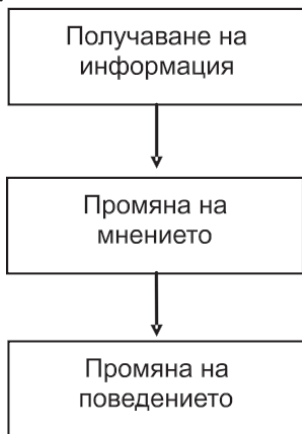 Получаване на
информация
Промяна на
мнението
Промяна на
поведението